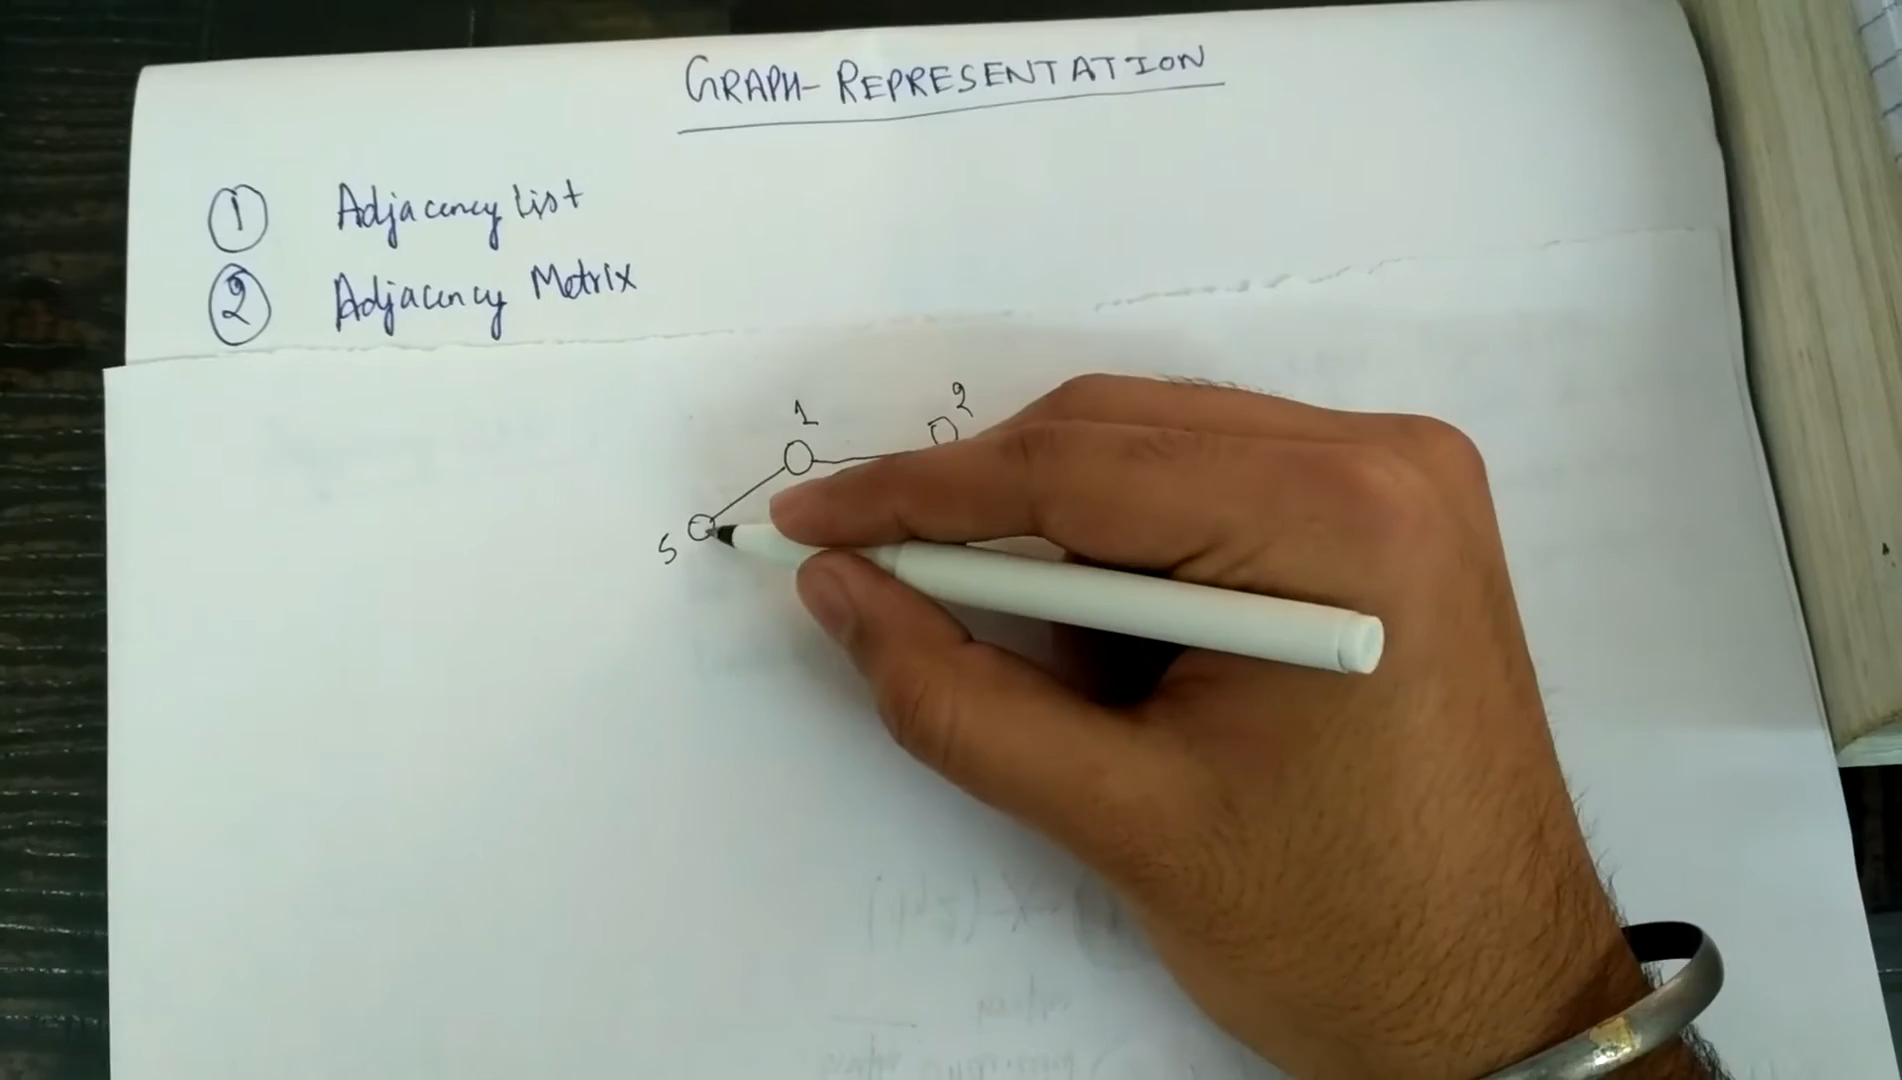 GRAPH-REPRESENTATION
1 Adjacency list
2 Adjacency Matrix
1
2
5